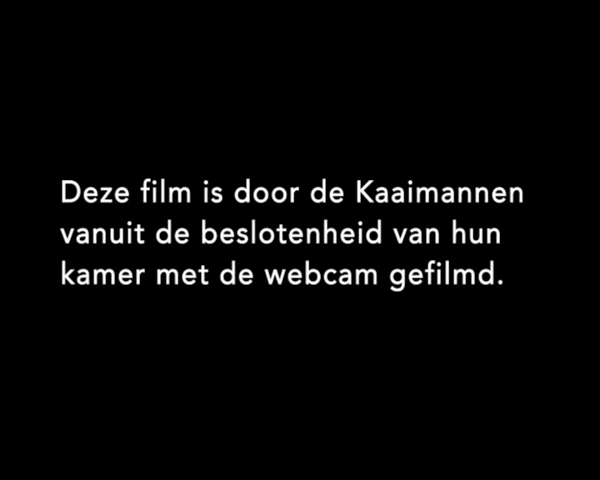 Deze film is door de Kaaimannen
vanuit de beslotenheid van hun
kamer met de webcam gefilmd.